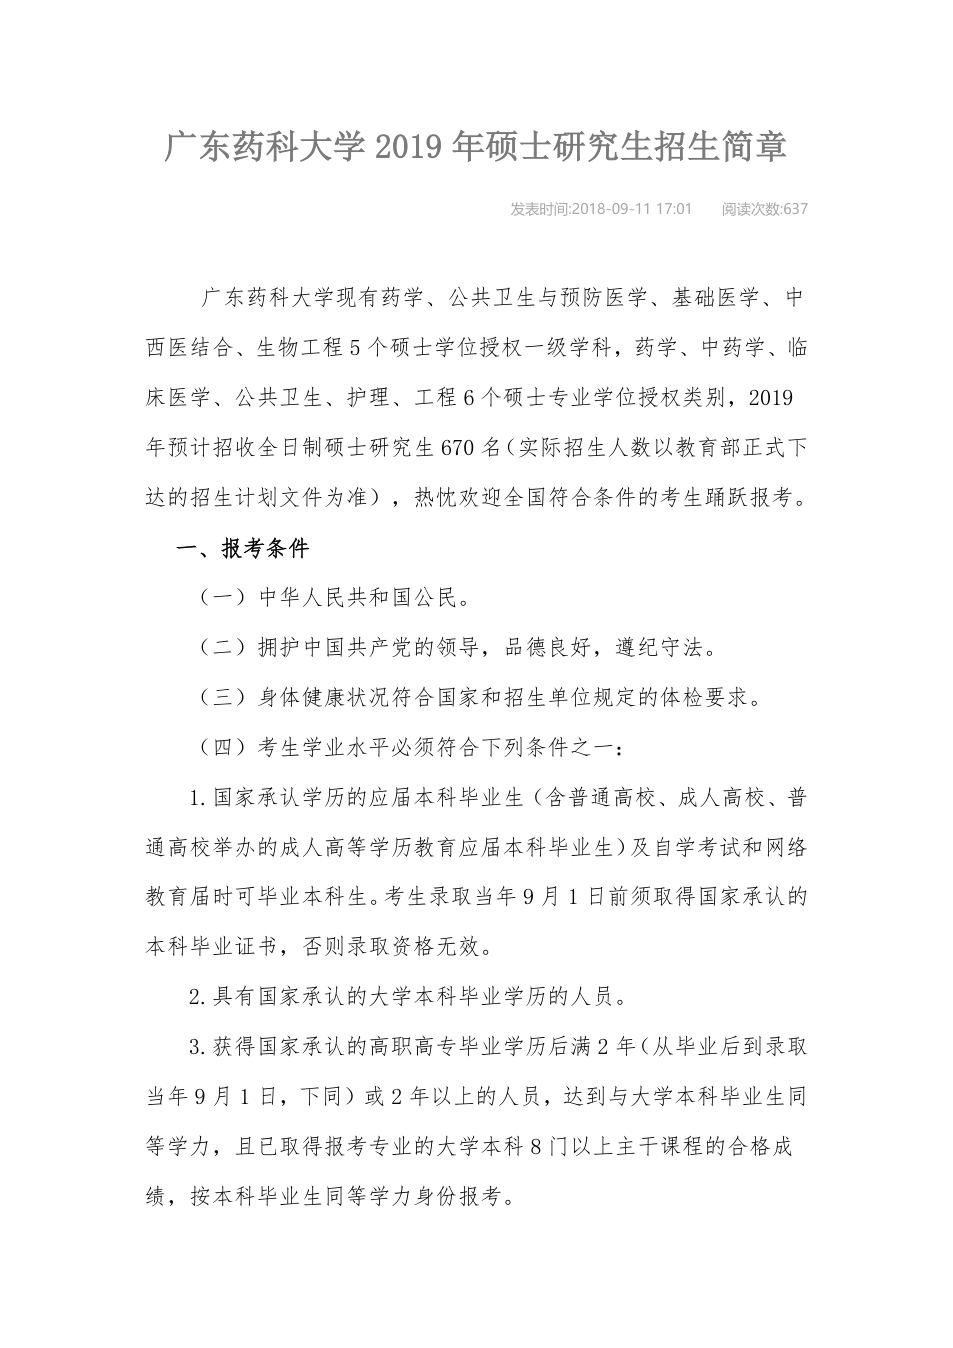 广东药科大学 2019 年硕士研究生招生简章
发表时间:2018-09-11 17:01 阅读次数:637
广东药科大学现有药学、公共卫生与预防医学、基础医学、中
西医结合、生物工程 5 个硕士学位授权一级学科，药学、中药学、临
床医学、公共卫生、护理、工程 6 个硕士专业学位授权类别，2019
年预计招收全日制硕士研究生 670 名（实际招生人数以教育部正式下
达的招生计划文件为准），热忱欢迎全国符合条件的考生踊跃报考。
一、报考条件
（一）中华人民共和国公民。
（二）拥护中国共产党的领导，品德良好，遵纪守法。
（三）身体健康状况符合国家和招生单位规定的体检要求。
（四）考生学业水平必须符合下列条件之一：
1.国家承认学历的应届本科毕业生（含普通高校、成人高校、普
通高校举办的成人高等学历教育应届本科毕业生）及自学考试和网络
教育届时可毕业本科生。考生录取当年 9 月 1 日前须取得国家承认的
本科毕业证书，否则录取资格无效。
2.具有国家承认的大学本科毕业学历的人员。
3.获得国家承认的高职高专毕业学历后满 2 年（从毕业后到录取
当年 9 月 1 日，下同）或 2 年以上的人员，达到与大学本科毕业生同
等学力，且已取得报考专业的大学本科 8 门以上主干课程的合格成
绩，按本科毕业生同等学力身份报考。